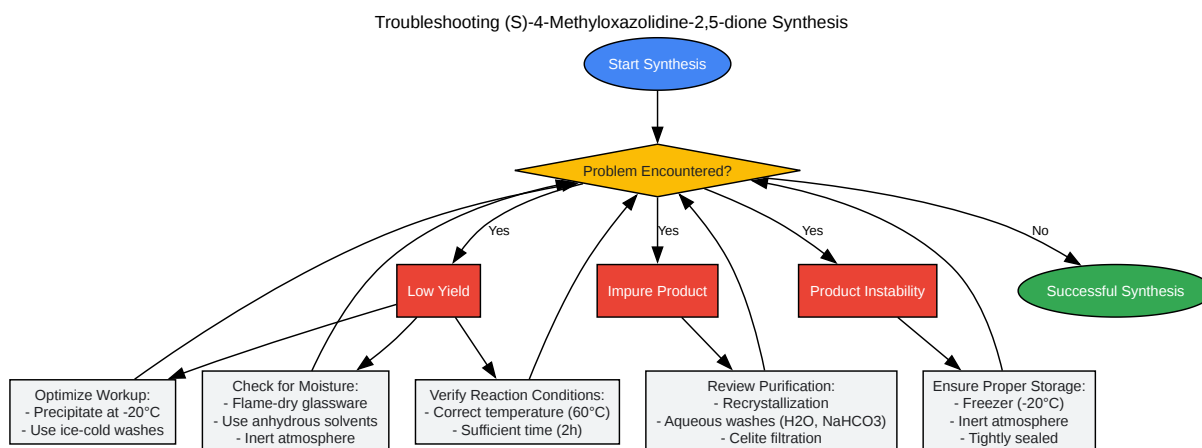 Troubleshooting (S)-4-Methyloxazolidine-2,5-dione Synthesis
Start Synthesis
Problem Encountered?
Yes
Yes
Yes
No
Low Yield
Impure Product
Product Instability
Successful Synthesis
Optimize Workup:
- Precipitate at -20°C
- Use ice-cold washes
Check for Moisture:
- Flame-dry glassware
- Use anhydrous solvents
- Inert atmosphere
Verify Reaction Conditions:
- Correct temperature (60°C)
- Sufficient time (2h)
Review Purification:
- Recrystallization
- Aqueous washes (H2O, NaHCO3)
- Celite filtration
Ensure Proper Storage:
- Freezer (-20°C)
- Inert atmosphere
- Tightly sealed